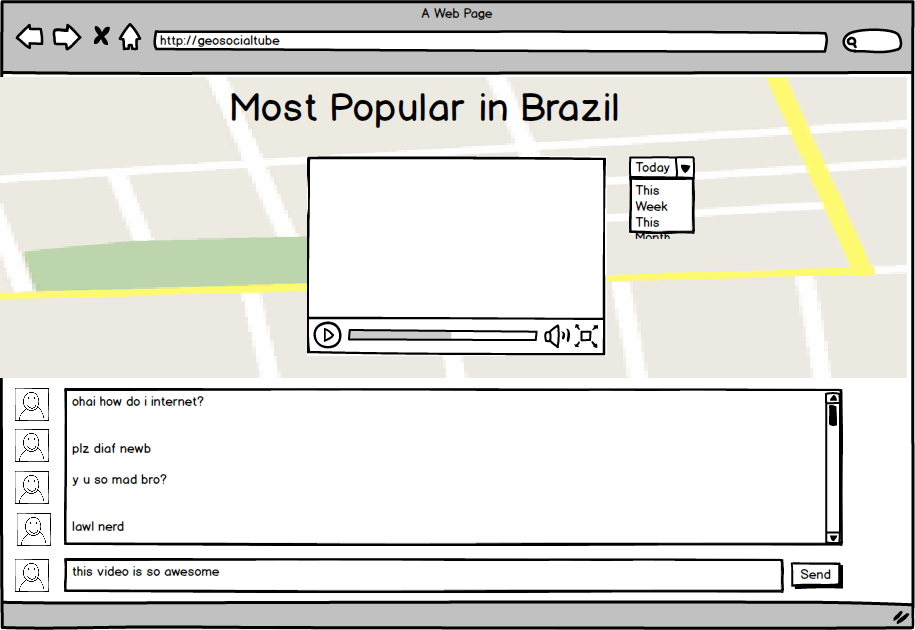 A Web Page
http://geosocialtube
Most Popular in Brazil
Today
This
Week
This
Month
ohai how do i internet?
plz diaf newb
y u so mad bro?
lawl nerd
this video is so awesome
Send